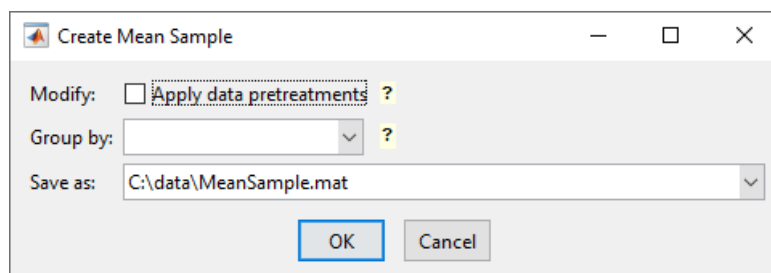 Create Mean Sample
Modify: Apply data pretreatments ?
Group by: ?
Save as: C:\data\MeanSample.mat
OK Cancel